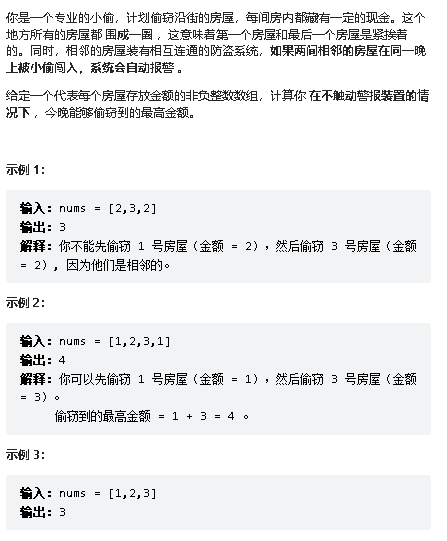 你是一个专业的小偷，计划偷窃沿街的房屋，每间房内都藏有一定的现金。这个
地方所有的房屋都 围成一圈 ，这意味着第一个房屋和最后一个房屋是紧挨着
的。同时，相邻的房屋装有相互连通的防盗系统，如果两间相邻的房屋在同一晚
上被小偷闯入，系统会自动报警 。
给定一个代表每个房屋存放金额的非负整数数组，计算你 在不触动警报装置的情
况下 ，今晚能够偷窃到的最高金额。
示例 1：
输入：nums = [2,3,2]
输出：3
解释：你不能先偷窃 1 号房屋（金额 = 2），然后偷窃 3 号房屋（金额
= 2）, 因为他们是相邻的。
示例 2：
输入：nums = [1,2,3,1]
输出：4
解释：你可以先偷窃 1 号房屋（金额 = 1），然后偷窃 3 号房屋（金额
= 3）。
偷窃到的最高金额 = 1 + 3 = 4 。
示例 3：
输入：nums = [1,2,3]
输出：3